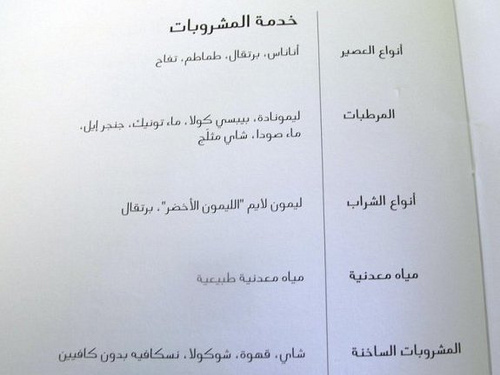 خدمة المشروبات
أنواع العصير
أناناس، برتقال، طماطم، تفاح
المرطبات
ليمونادة، بيبسي كولا، ماء تونيك، جنجر إيل،
ماء صودا، شاي مثلّج
أنواع الشراب
ليمون لايم "الليمون الأخضر"، برتقال
مياه معدنية
مياه معدنية طبيعية
المشروبات الساخنة
شاي، قهوة، شوكولا، نسكافيه بدون كافيين